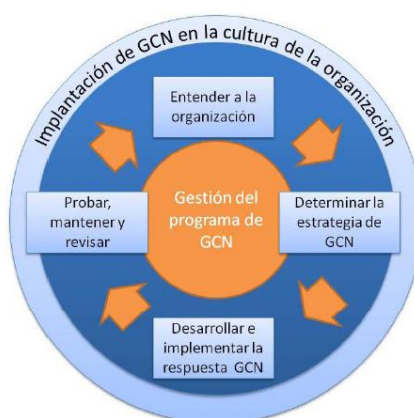 Implantación de GCN en la cultura de la organización
Entender a la
organización
Probar,
mantener y
revisar
Gestión del
programa de
GCN
Determinar la
estrategia de
GCN
Desarrollar e
implementar la
respuesta GCN